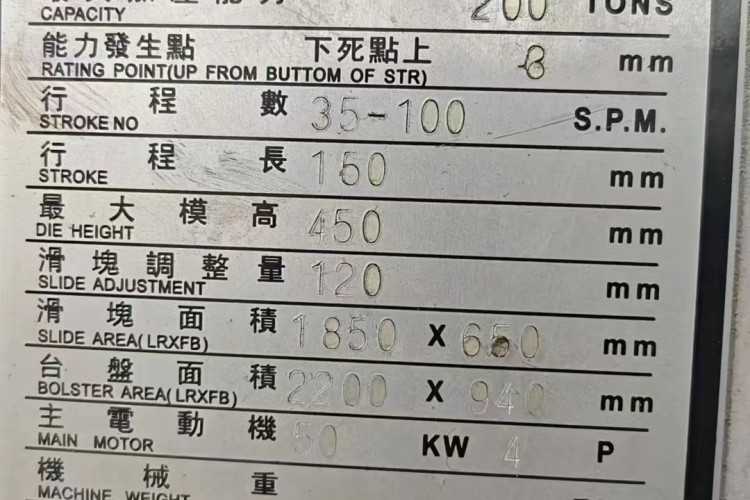 CAPACITY 200 TONS
能力發生點 下死點上
RATING POINT(UP FROM BUTTOM OF STR) 8 mm
行程數
STROKE NO 35-100 S.P.M.
行程長
STROKE 150 mm
最大模高
DIE HEIGHT 450 mm
滑塊調整量
SLIDE ADJUSTMENT 120 mm
滑塊面積
SLIDE AREA(LRXFB) 1850 X 650 mm
台盤面積
BOLSTER AREA(LRXFB) 2200 X 940 mm
主電動機
MAIN MOTOR 50 KW 4 P
機械重
MACHINE WEIGHT